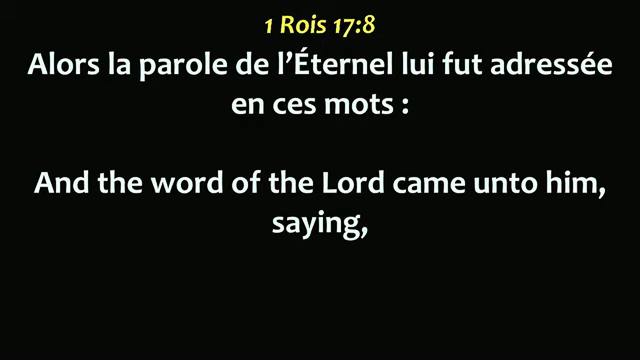 1 Rois 17:8
Alors la parole de l’Éternel lui fut adressée
en ces mots :
And the word of the Lord came unto him,
saying,